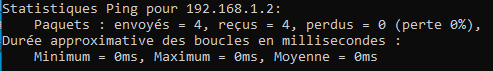 Statistiques Ping pour 192.168.1.2:
    Paquets : envoyés = 4, reçus = 4, perdus = 0 (perte 0%),
Durée approximative des boucles en millisecondes :
    Minimum = 0ms, Maximum = 0ms, Moyenne = 0ms